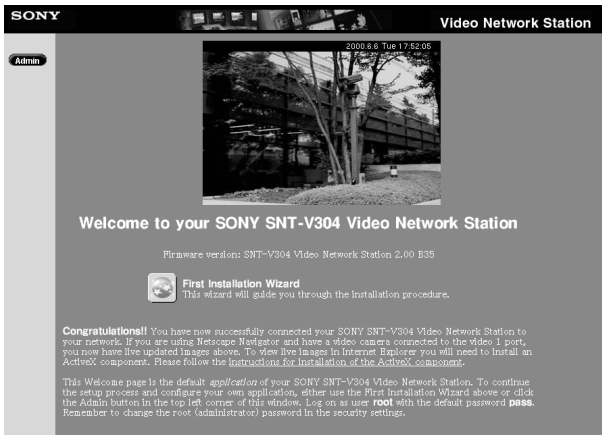 SONY
Video Network Station
Admin
2000.6.6 Tue 17:52:05
Welcome to your SONY SNT-V304 Video Network Station
Firmware version: SNT-V304 Video Network Station 2.00 B35
First Installation Wizard
This wizard will guide you through the installation procedure.
Congratulations!! You have now successfully connected your SONY SNT-V304 Video Network Station to
your network. If you are using Netscape Navigator and have a video camera connected to the video 1 port,
you now have live updated images above. To view live images in Internet Explorer you will need to install an
ActiveX component. Please follow the instructions for installation of the ActiveX component.
This Welcome page is the default application of your SONY SNT-V304 Video Network Station. To continue
the setup process and configure your own application, either use the First Installation Wizard above or click
the Admin button in the top left corner of this window. Log on as user root with the default password pass.
Remember to change the root (administrator) password in the security settings.